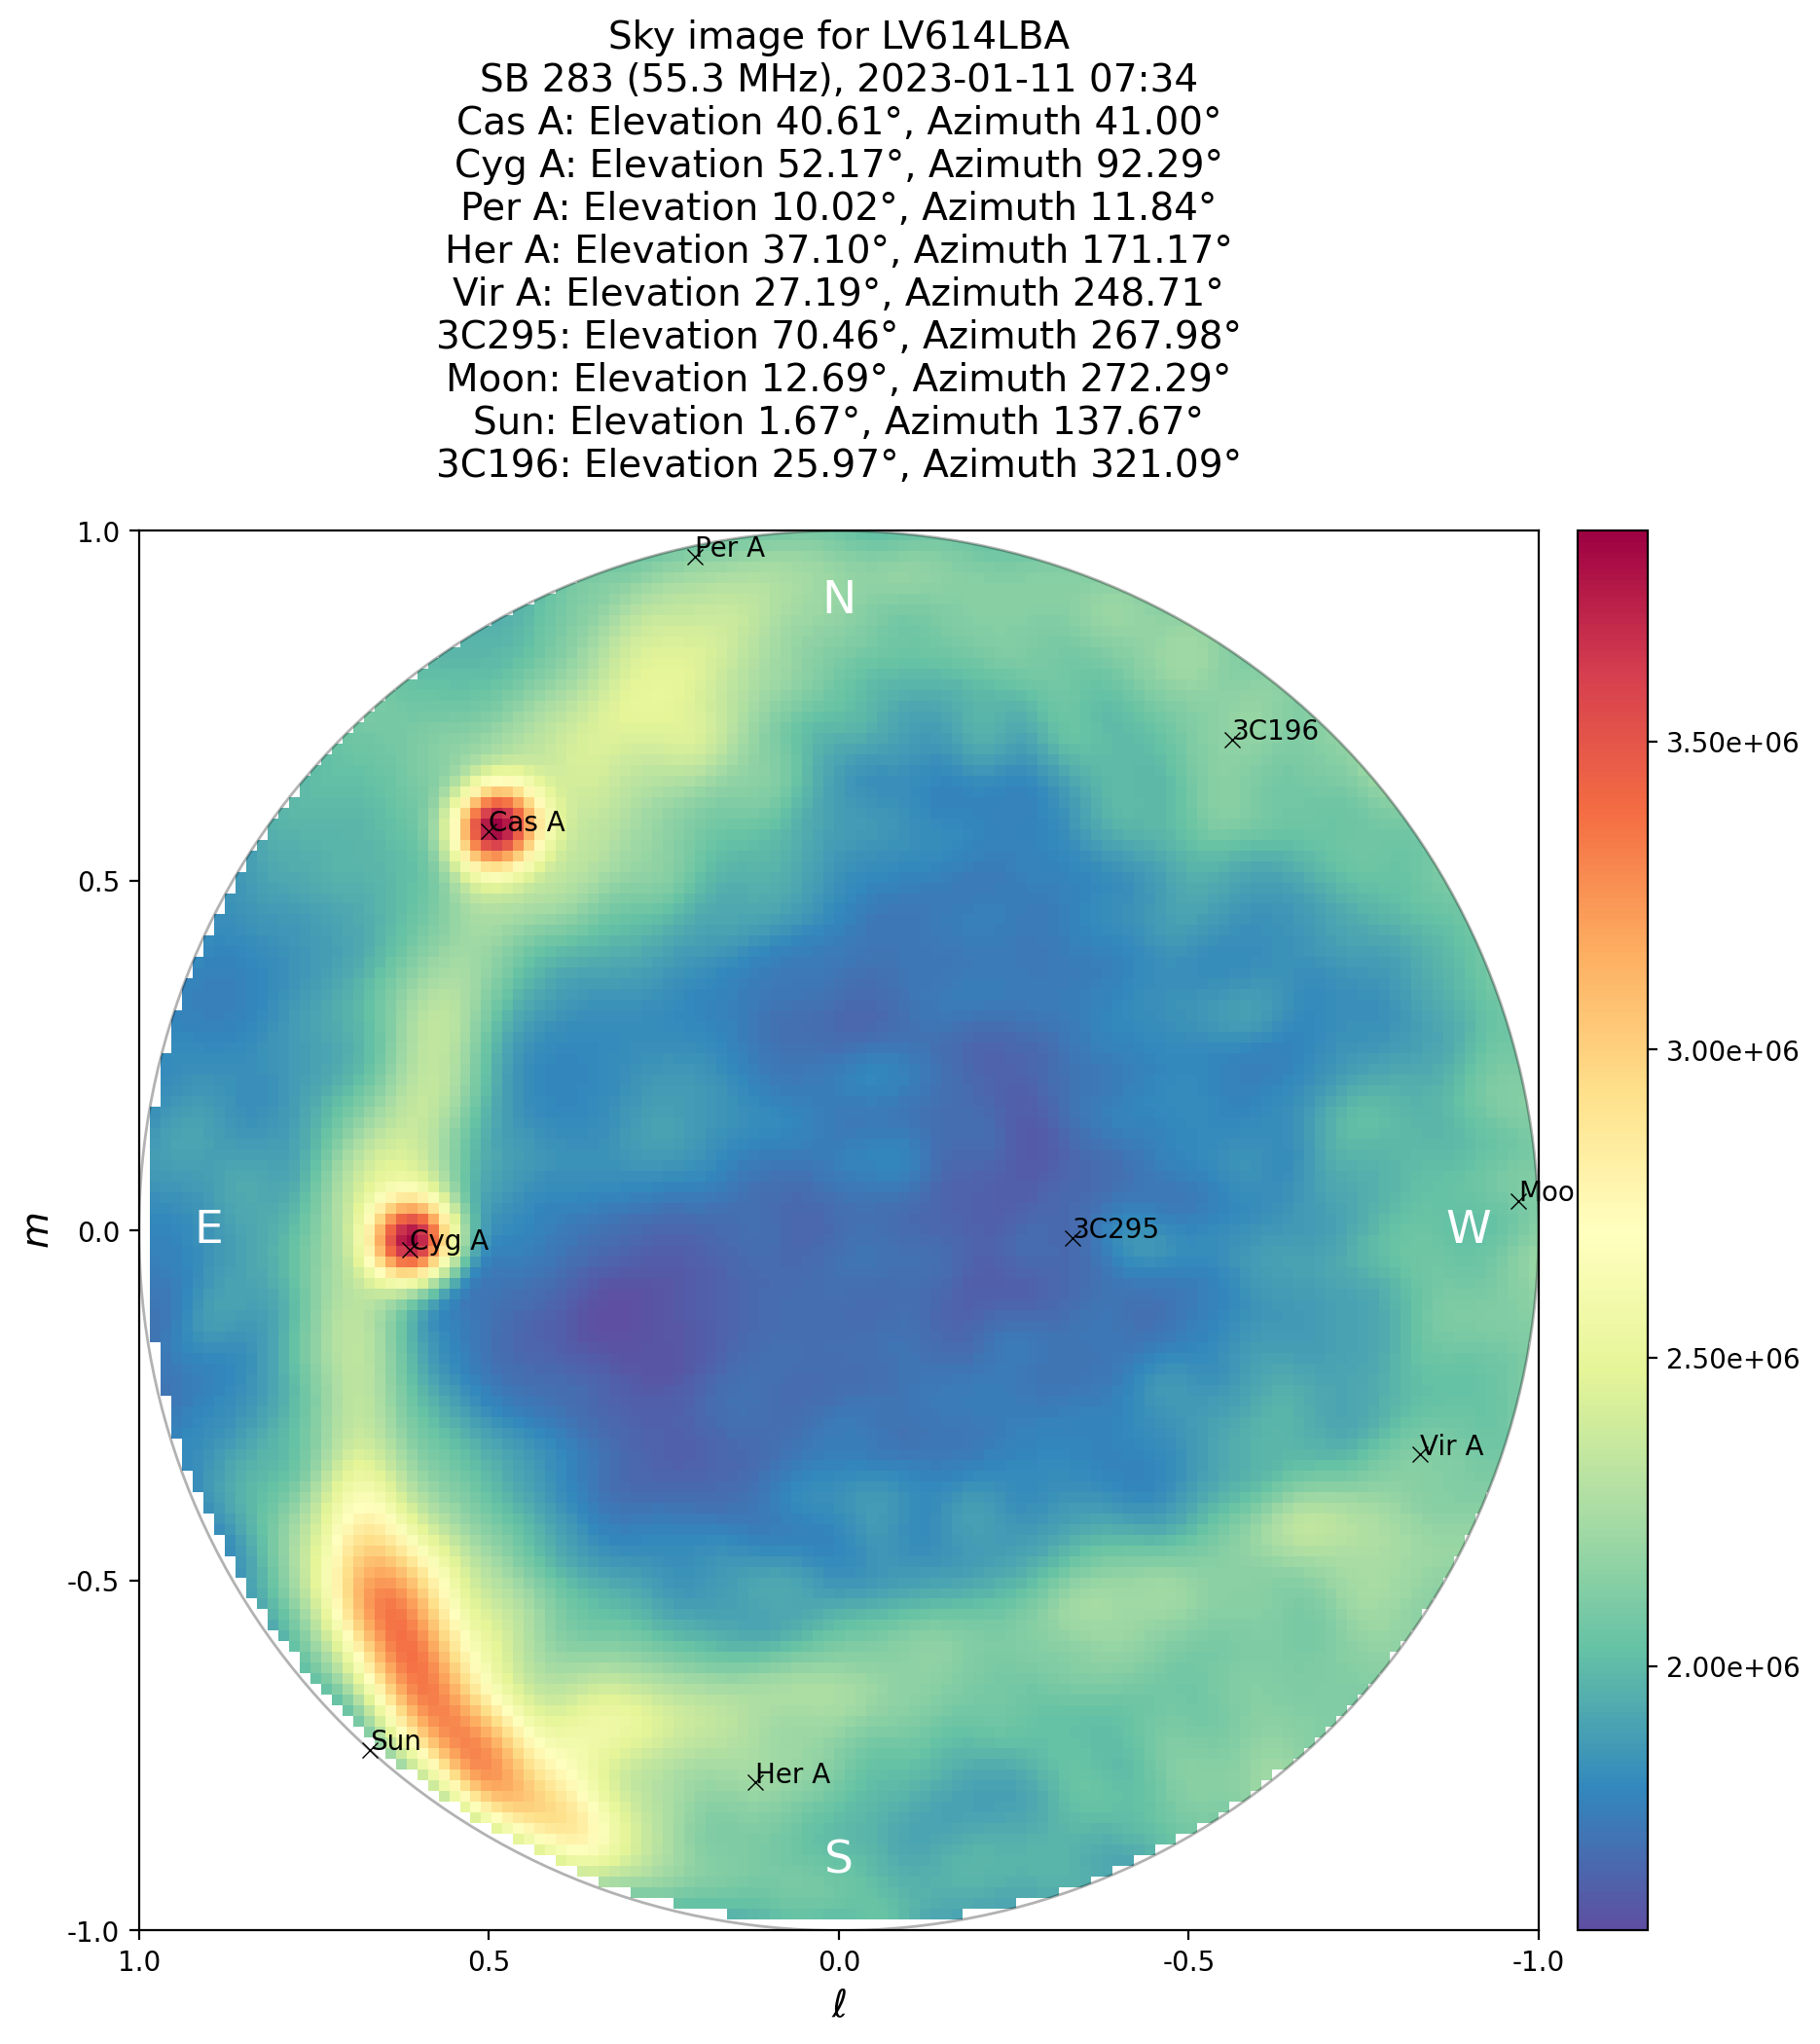 Sky image for LV614LBA
SB 283 (55.3 MHz), 2023-01-11 07:34
Cas A: Elevation 40.61°, Azimuth 41.00°
Cyg A: Elevation 52.17°, Azimuth 92.29°
Per A: Elevation 10.02°, Azimuth 11.84°
Her A: Elevation 37.10°, Azimuth 171.17°
Vir A: Elevation 27.19°, Azimuth 248.71°
3C295: Elevation 70.46°, Azimuth 267.98°
Moon: Elevation 12.69°, Azimuth 272.29°
Sun: Elevation 1.67°, Azimuth 137.67°
3C196: Elevation 25.97°, Azimuth 321.09°
1.0
Per A
N
3C196
3.50e+06
Cas A
0.5
3.00e+06
Moo
m
0.0
E
Cyg A
3C295
W
2.50e+06
Vir A
-0.5
2.00e+06
Sun
Her A
S
-1.0
1.0
0.5
0.0
-0.5
-1.0
ℓ